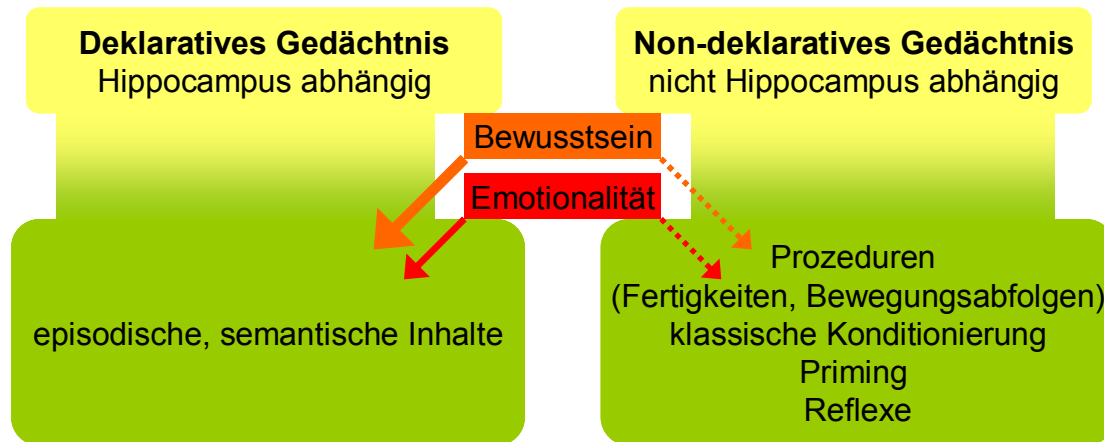 Deklaratives Gedächtnis
Hippocampus abhängig
Non-deklaratives Gedächtnis
nicht Hippocampus abhängig
Bewusstsein
Emotionalität
episodische, semantische Inhalte
Prozeduren
(Fertigkeiten, Bewegungsabfolgen)
klassische Konditionierung
Priming
Reflexe